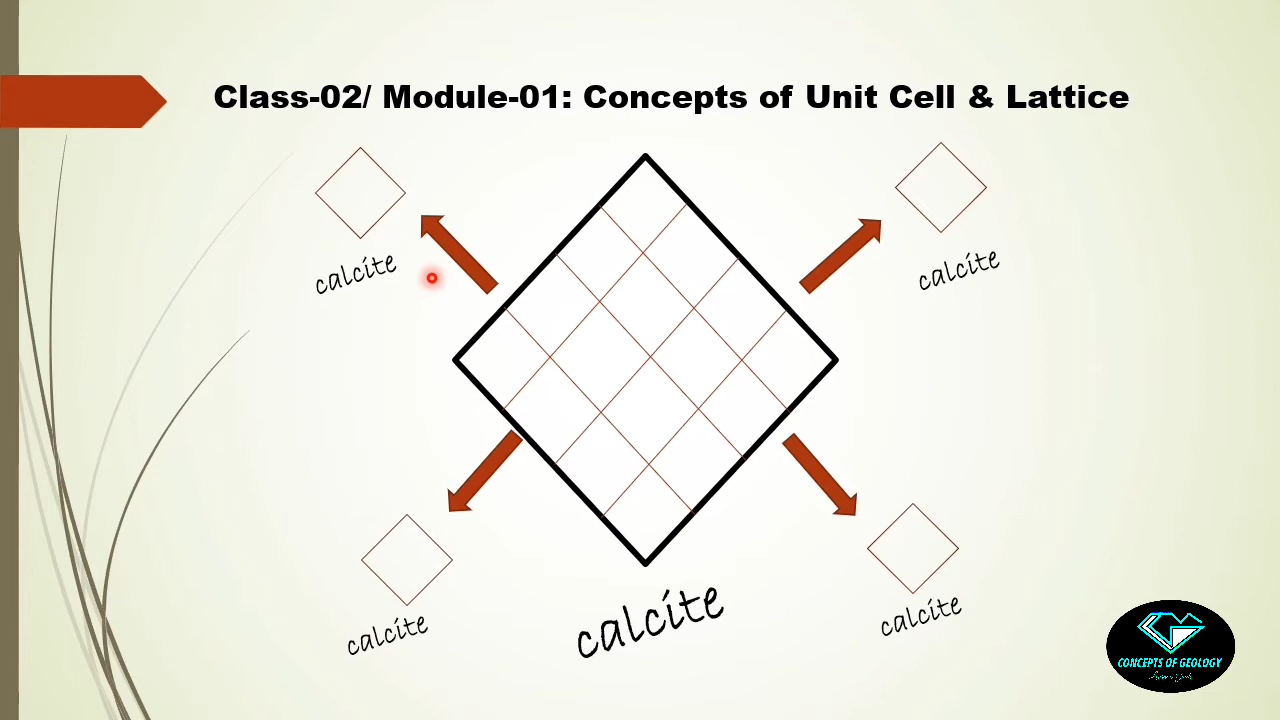 Class-02/ Module-01: Concepts of Unit Cell & Lattice
calcite
calcite
calcite
calcite
calcite
CONCEPTS OF GEOLOGY